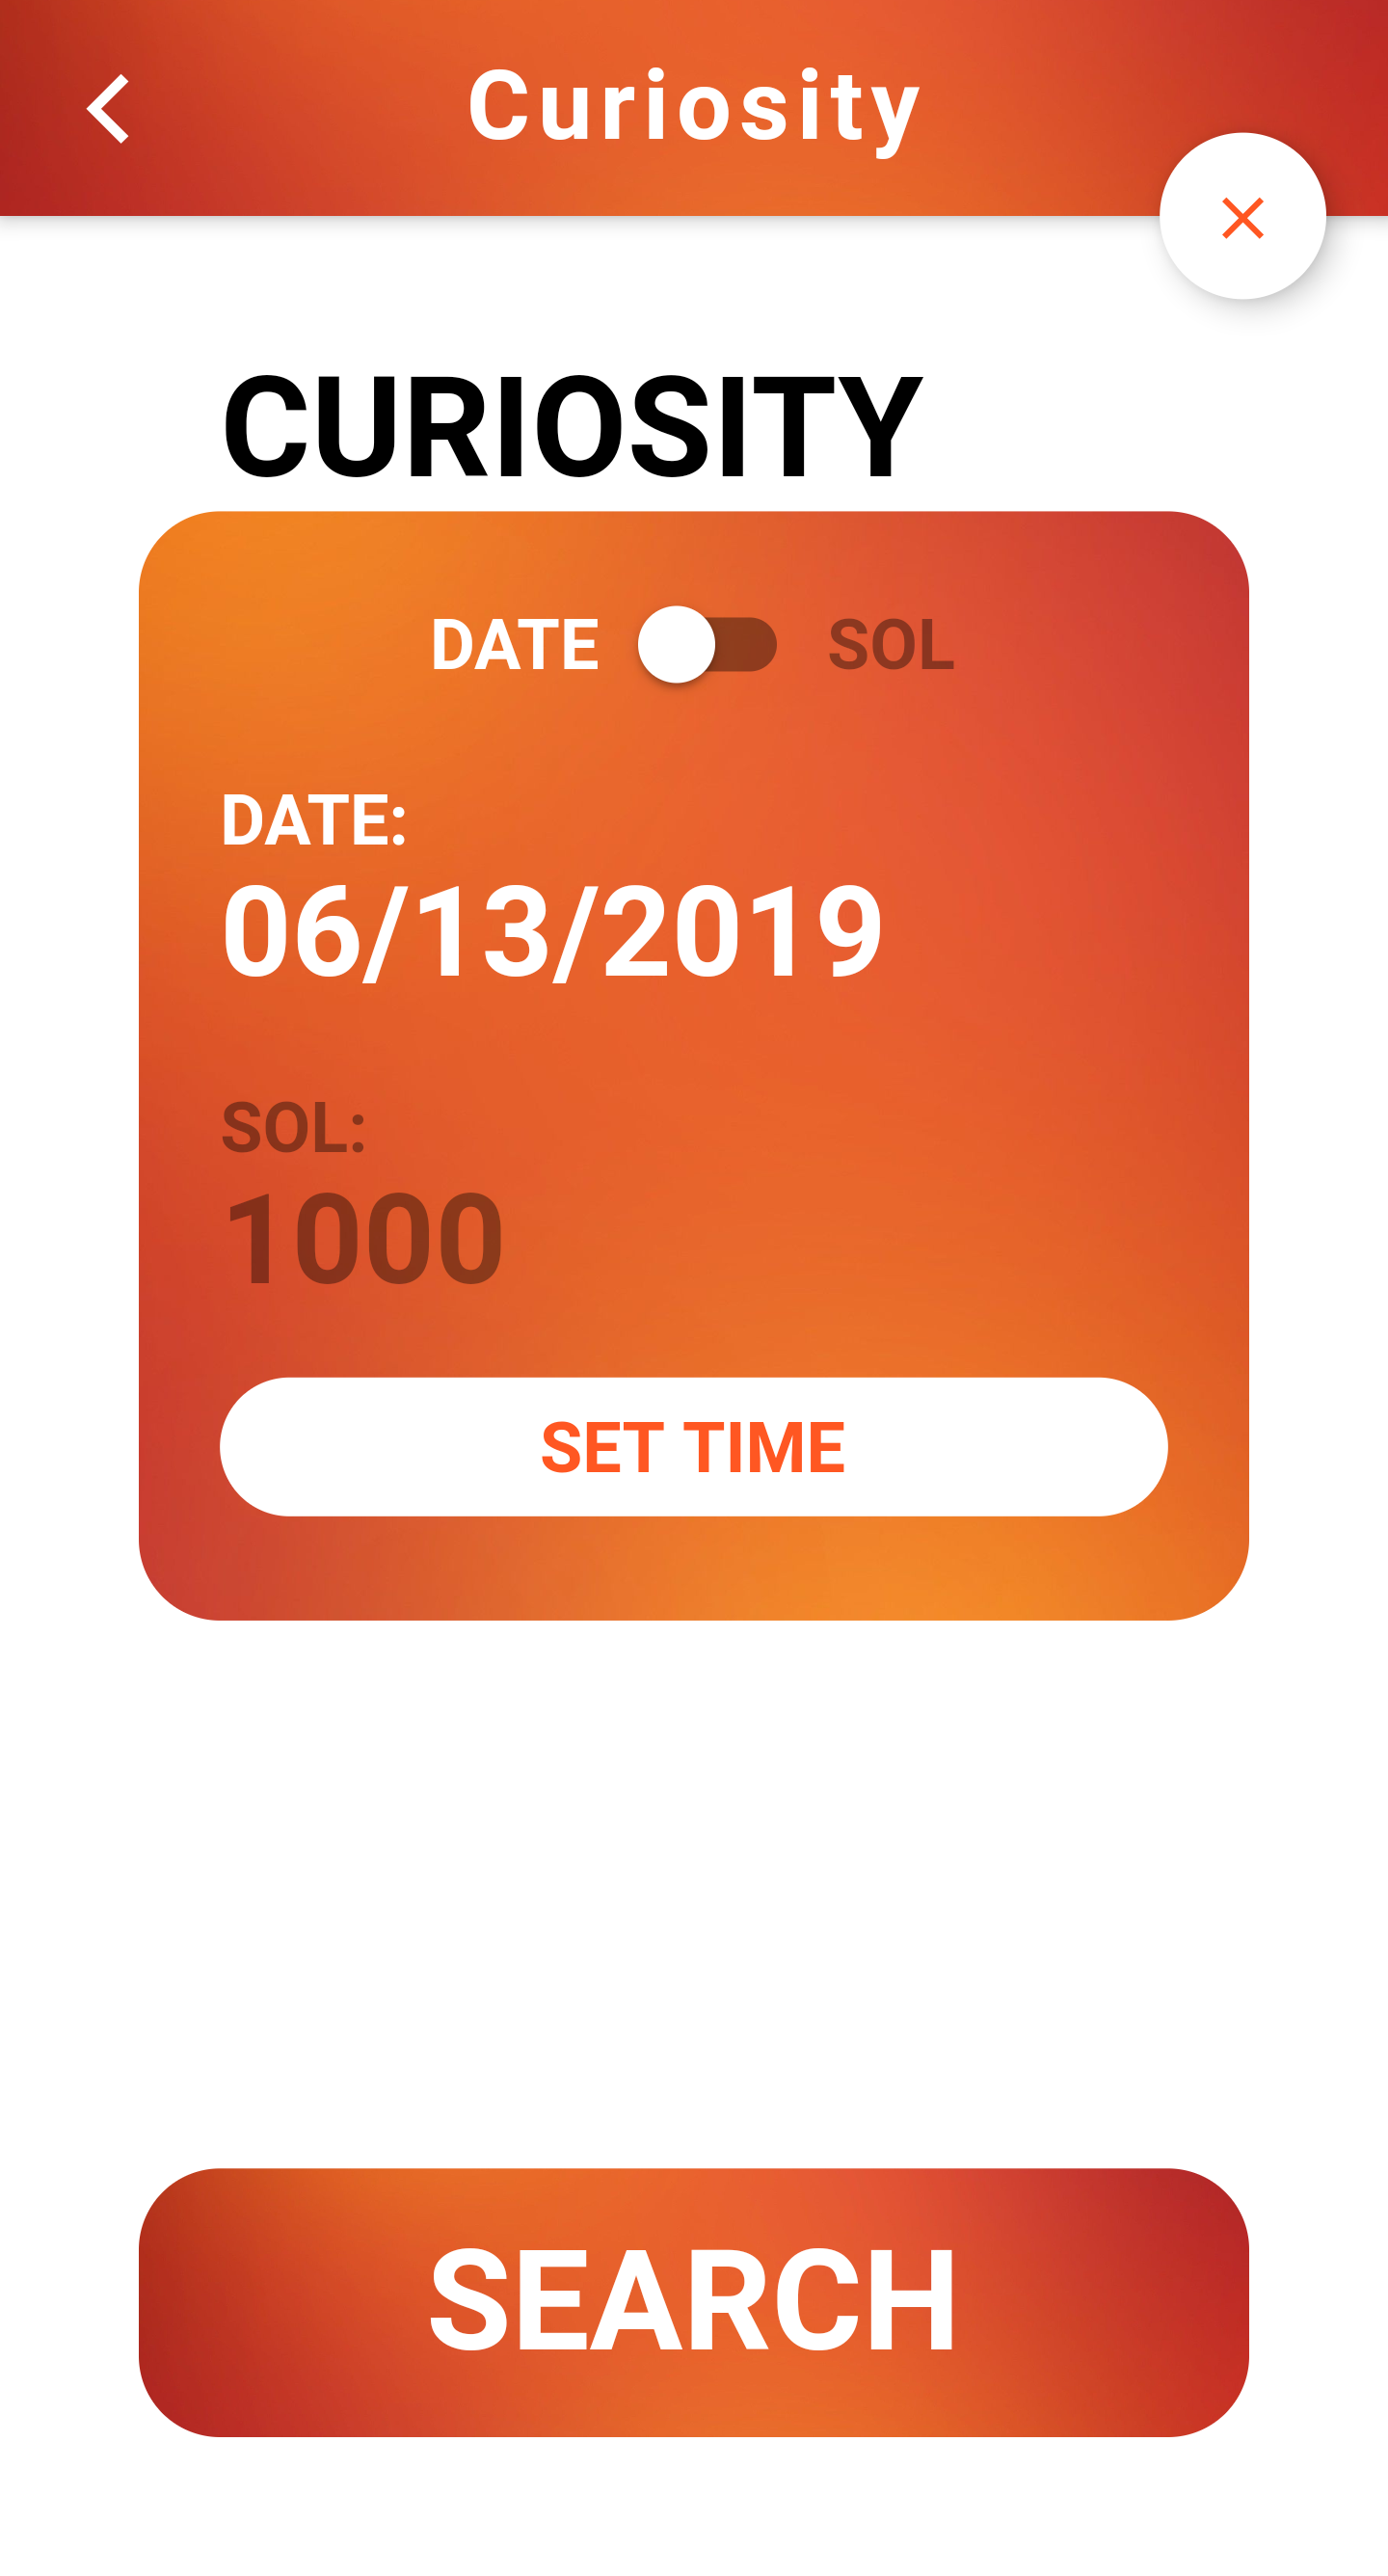 Curiosity
CURIOSITY
DATE SOL
DATE:
06/13/2019
SOL:
1000
SET TIME
SEARCH